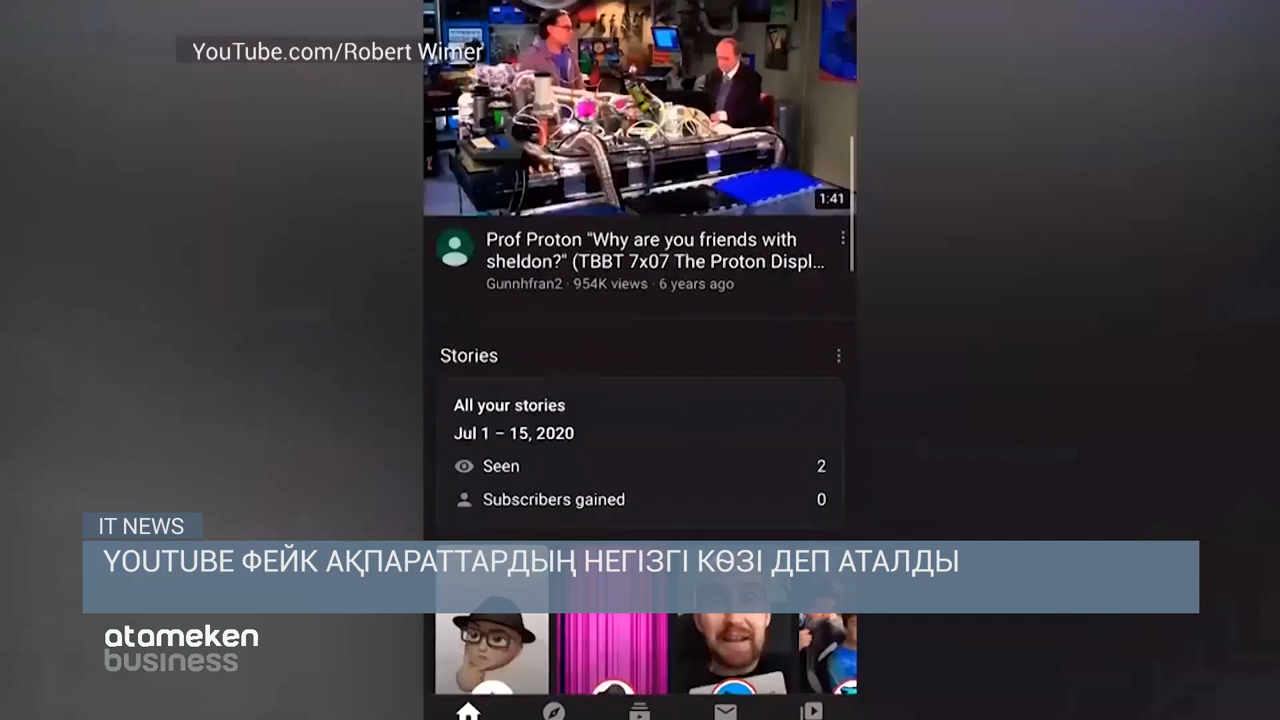 YouTube.com/Robert Wimer
1:41
Prof Proton "Why are you friends with
sheldon?" (TBBT 7x07 The Proton Displ...
Gunnhfran2 · 954K views · 6 years ago
Stories
All your stories
Jul 1 – 15, 2020
Seen 2
Subscribers gained 0
IT NEWS
YOUTUBE ФЕЙК АҚПАРАТТАРДЫҢ НЕГІЗГІ КӨЗІ ДЕП АТАЛДЫ
atameken
business